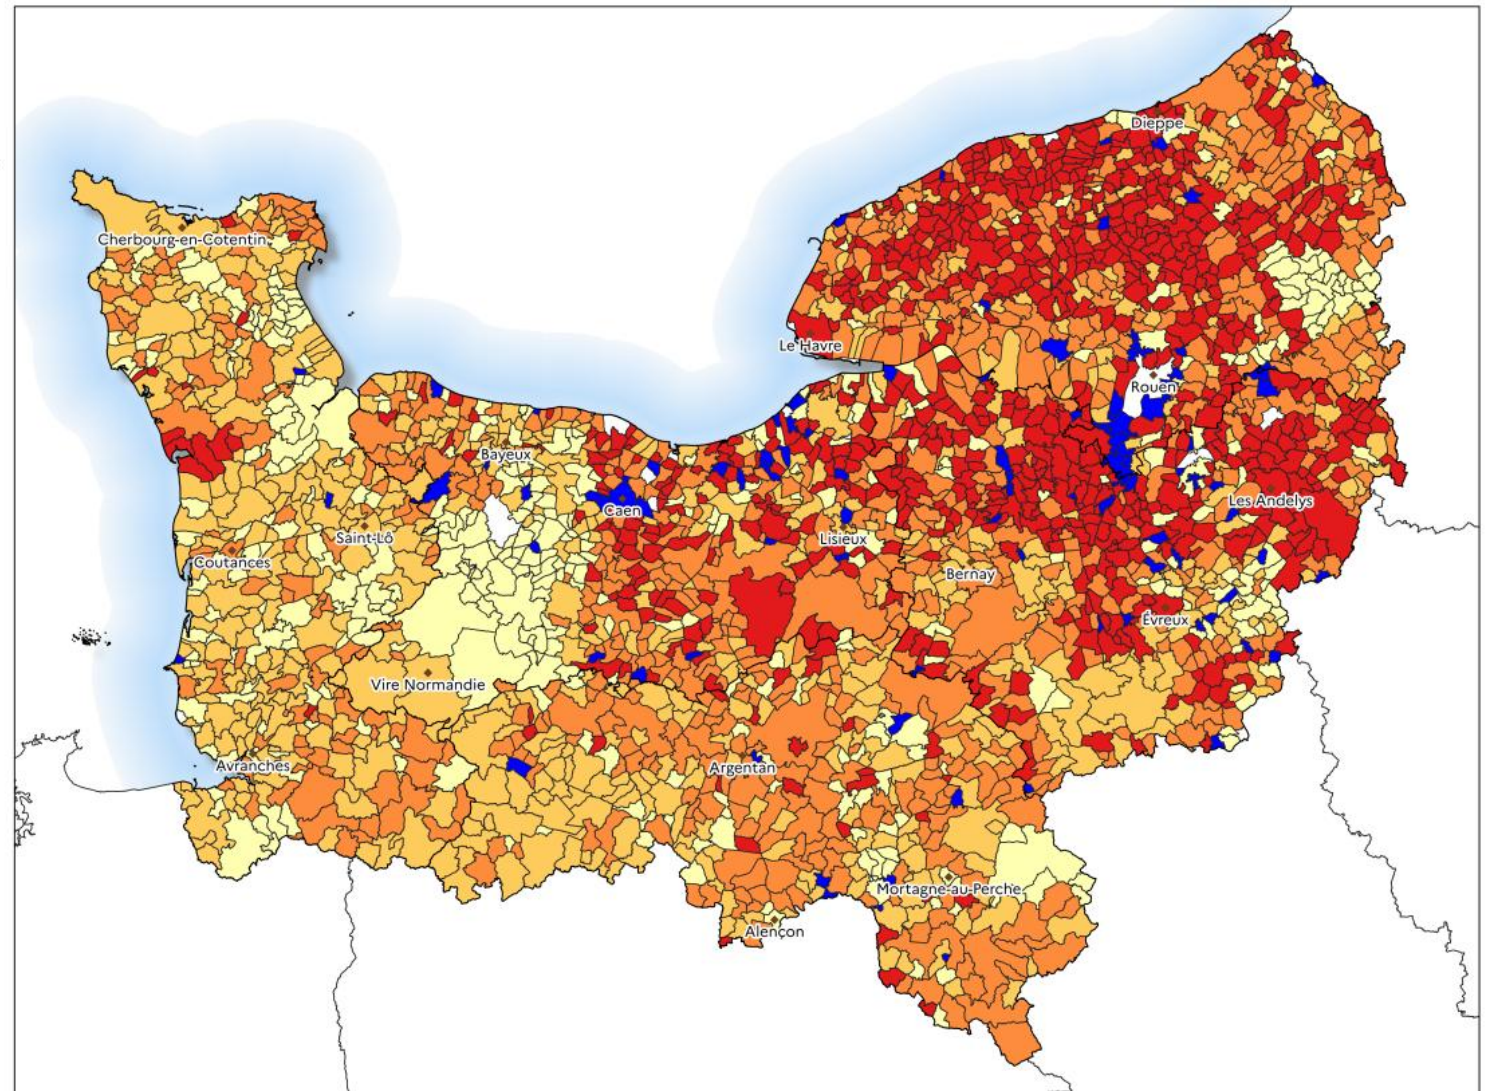 Dieppe
Cherbourg-en-Cotentin
Le Havre
Rouen
Bayeux
Les Andelys
Caen
Saint-Lô
Lisieux
Coutances
Bernay
Évreux
Vire Normandie
Avranches
Argentan
Mortagne-au-Perche
Alençon